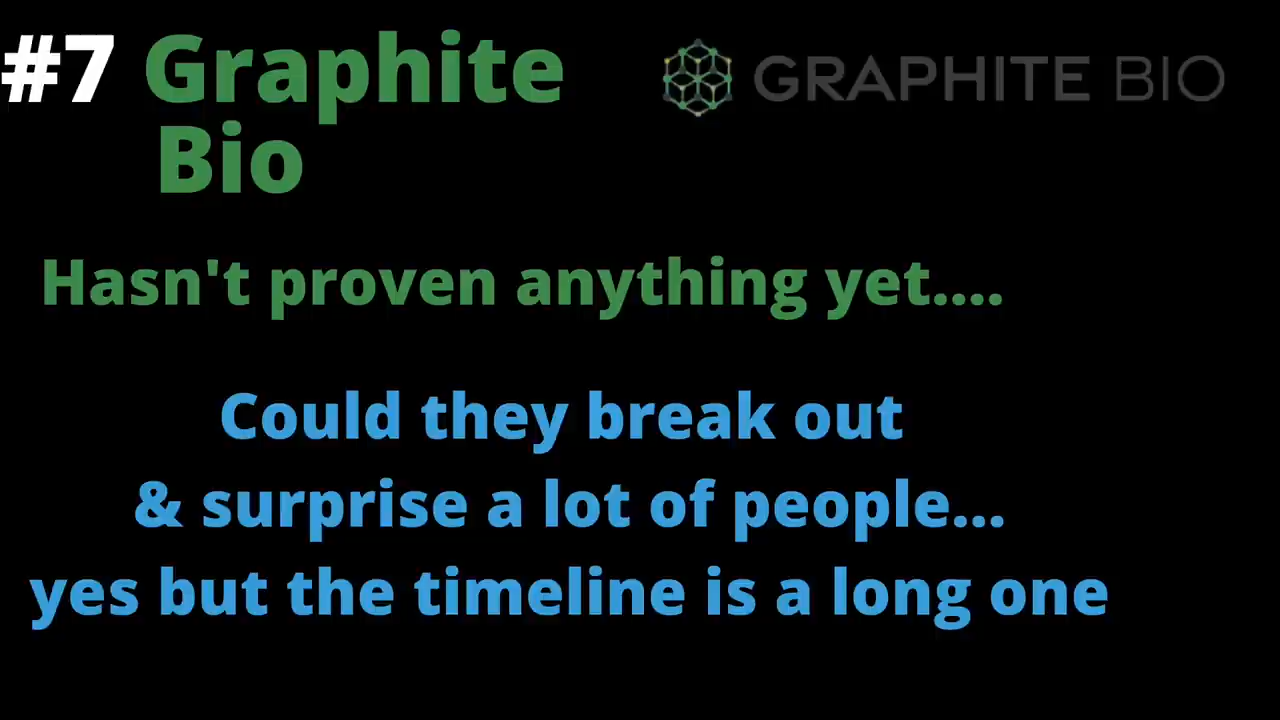 #7 Graphite
Bio
GRAPHITE BIO
Hasn't proven anything yet....
Could they break out
& surprise a lot of people...
yes but the timeline is a long one